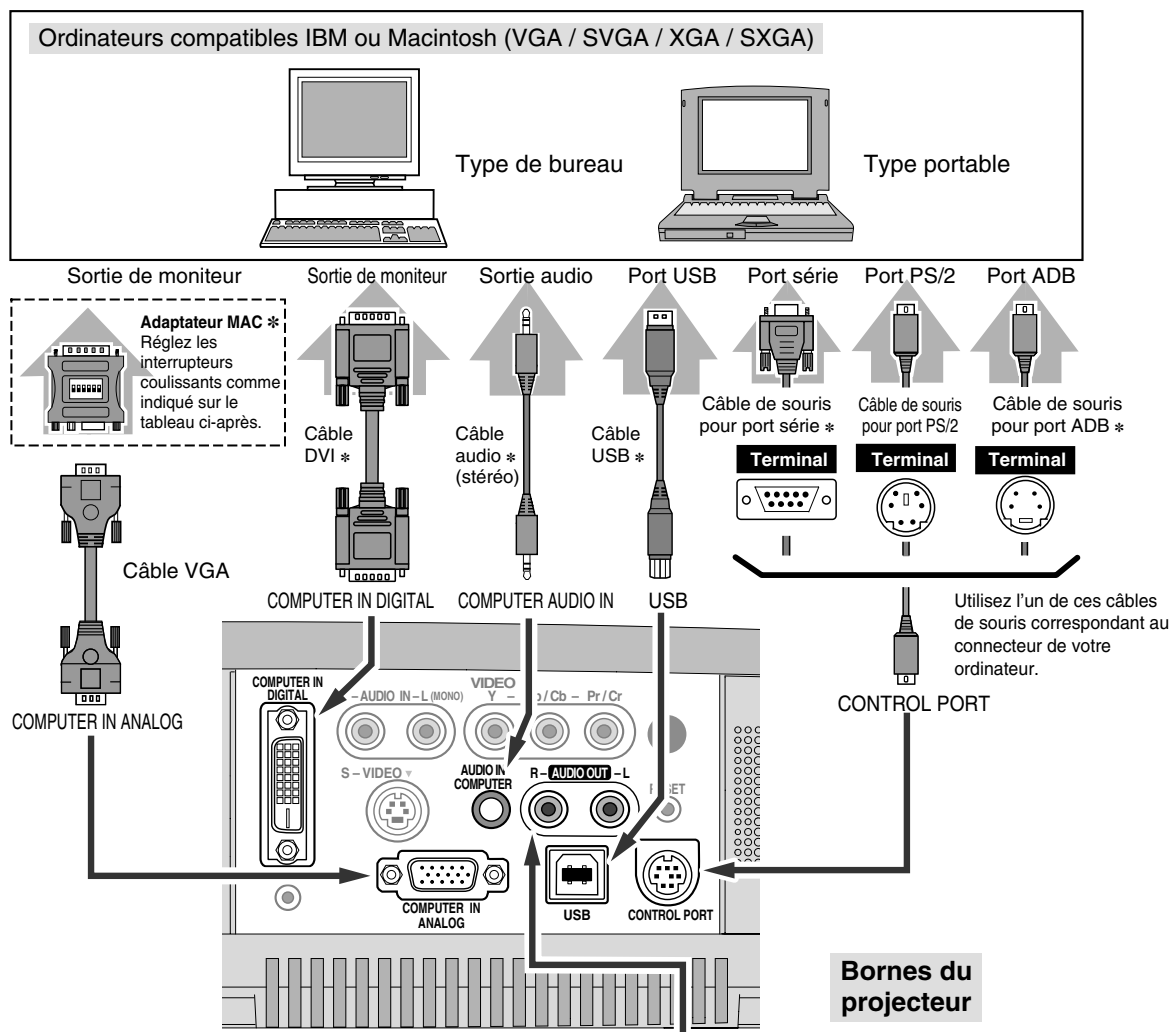 Ordinateurs compatibles IBM ou Macintosh (VGA / SVGA / XGA / SXGA)
Type de bureau
Type portable
Sortie de moniteur
Sortie de moniteur
Sortie audio
Port USB
Port série
Port PS/2
Port ADB
Adaptateur MAC ✻
Réglez les
interrupteurs
coulissants comme
indiqué sur le
tableau ci-après.
Câble
DVI ✻
Câble
audio ✻
(stéréo)
Câble
USB ✻
Câble de souris
pour port série ✻
Câble de souris
pour port PS/2
Câble de souris
pour port ADB ✻
Terminal
Terminal
Terminal
Câble VGA
COMPUTER IN DIGITAL
COMPUTER AUDIO IN
USB
Utilisez l'un de ces câbles
de souris correspondant au
connecteur de votre
ordinateur.
COMPUTER IN ANALOG
CONTROL PORT
COMPUTER IN
DIGITAL
– AUDIO IN – L (MONO)
VIDEO
Y – /Cb – Pr / Cr
S – VIDEO ▼
AUDIO IN
COMPUTER
R – AUDIO OUT – L
COMPUTER IN
ANALOG
USB
CONTROL PORT
Bornes du
projecteur